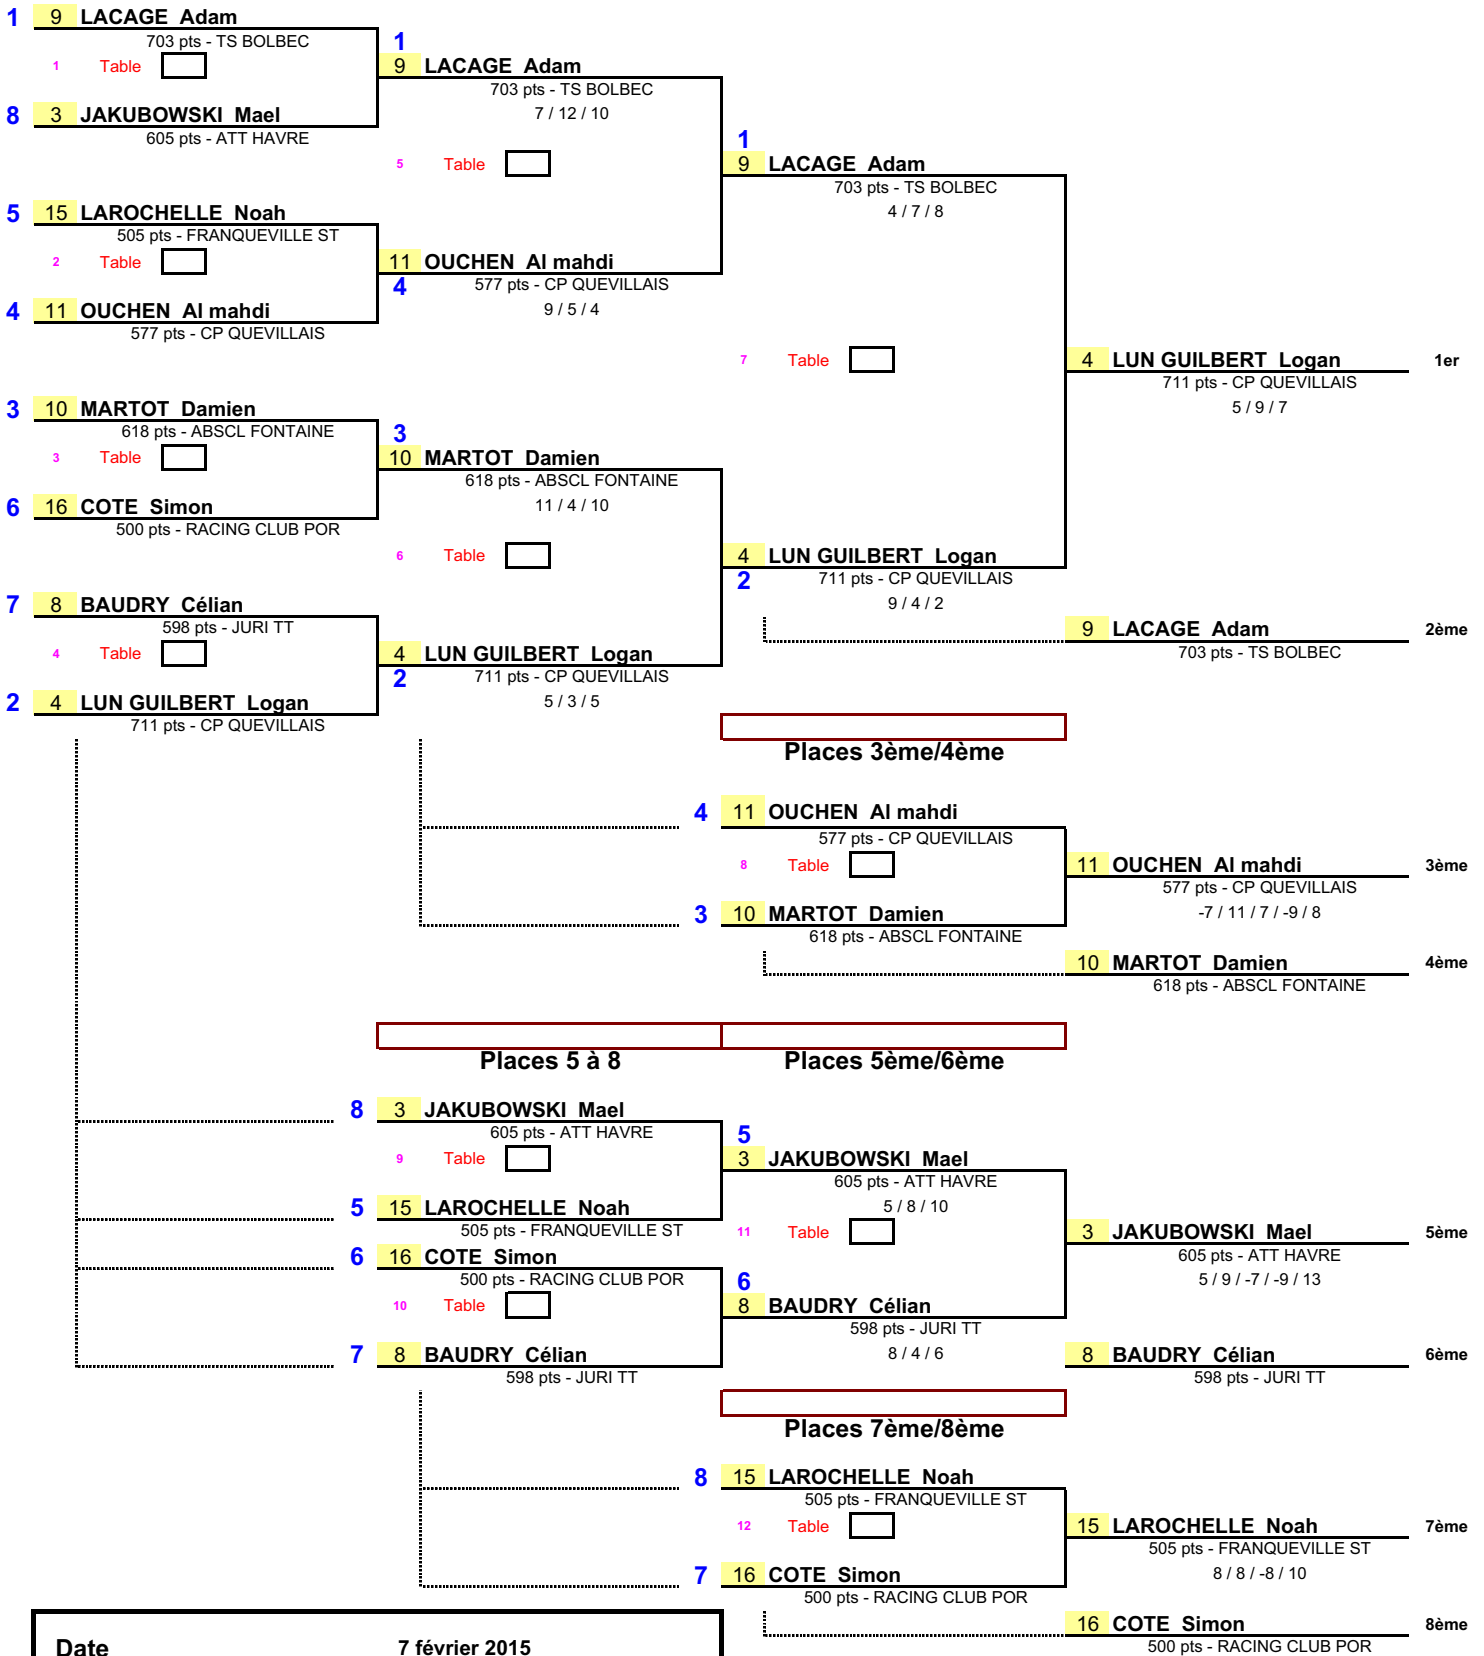 1 9 LACAGE Adam
703 pts - TS BOLBEC
1
1 Table
9 LACAGE Adam
703 pts - TS BOLBEC
8 3 JAKUBOWSKI Mael
7 / 12 / 10
605 pts - ATT HAVRE
1
5 Table
9 LACAGE Adam
703 pts - TS BOLBEC
5 15 LAROCHELLE Noah
4 / 7 / 8
505 pts - FRANQUEVILLE ST
2 Table
11 OUCHEN Al mahdi
4 577 pts - CP QUEVILLAIS
4 11 OUCHEN Al mahdi
9 / 5 / 4
577 pts - CP QUEVILLAIS
7 Table
4 LUN GUILBERT Logan 1er
711 pts - CP QUEVILLAIS
3 10 MARTOT Damien
5 / 9 / 7
618 pts - ABSCL FONTAINE
3
3 Table
10 MARTOT Damien
618 pts - ABSCL FONTAINE
6 16 COTE Simon
11 / 4 / 10
500 pts - RACING CLUB POR
6 Table
4 LUN GUILBERT Logan
2 711 pts - CP QUEVILLAIS
7 8 BAUDRY Célian
9 / 4 / 2
598 pts - JURI TT
9 LACAGE Adam 2ème
703 pts - TS BOLBEC
4 Table
4 LUN GUILBERT Logan
2 711 pts - CP QUEVILLAIS
2 4 LUN GUILBERT Logan
5 / 3 / 5
711 pts - CP QUEVILLAIS
Places 3ème/4ème
4 11 OUCHEN Al mahdi
577 pts - CP QUEVILLAIS
8 Table
11 OUCHEN Al mahdi 3ème
577 pts - CP QUEVILLAIS
3 10 MARTOT Damien
-7 / 11 / 7 / -9 / 8
618 pts - ABSCL FONTAINE
10 MARTOT Damien 4ème
618 pts - ABSCL FONTAINE
Places 5 à 8 Places 5ème/6ème
8 3 JAKUBOWSKI Mael
605 pts - ATT HAVRE
5
9 Table
3 JAKUBOWSKI Mael
605 pts - ATT HAVRE
5 15 LAROCHELLE Noah
5 / 8 / 10
505 pts - FRANQUEVILLE ST
11 Table
3 JAKUBOWSKI Mael 5ème
605 pts - ATT HAVRE
6 16 COTE Simon
500 pts - RACING CLUB POR
5 / 9 / -7 / -9 / 13
6
10 Table
8 BAUDRY Célian
598 pts - JURI TT
7 8 BAUDRY Célian
8 / 4 / 6
8 BAUDRY Célian 6ème
598 pts - JURI TT
598 pts - JURI TT
Places 7ème/8ème
8 15 LAROCHELLE Noah
505 pts - FRANQUEVILLE ST
12 Table
15 LAROCHELLE Noah 7ème
505 pts - FRANQUEVILLE ST
7 16 COTE Simon
8 / 8 / -8 / 10
500 pts - RACING CLUB POR
16 COTE Simon 8ème
500 pts - RACING CLUB POR
Date 7 février 2015